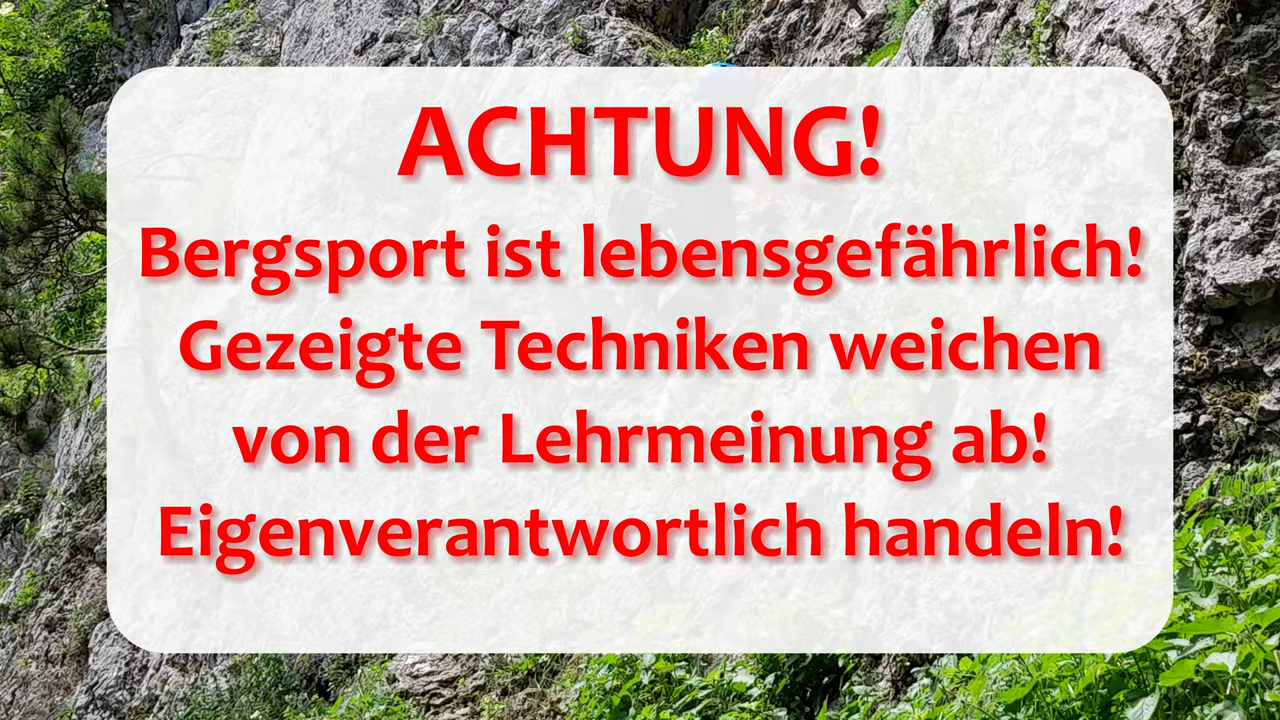 ACHTUNG!
Bergsport ist lebensgefährlich!
Gezeigte Techniken weichen
von der Lehrmeinung ab!
Eigenverantwortlich handeln!